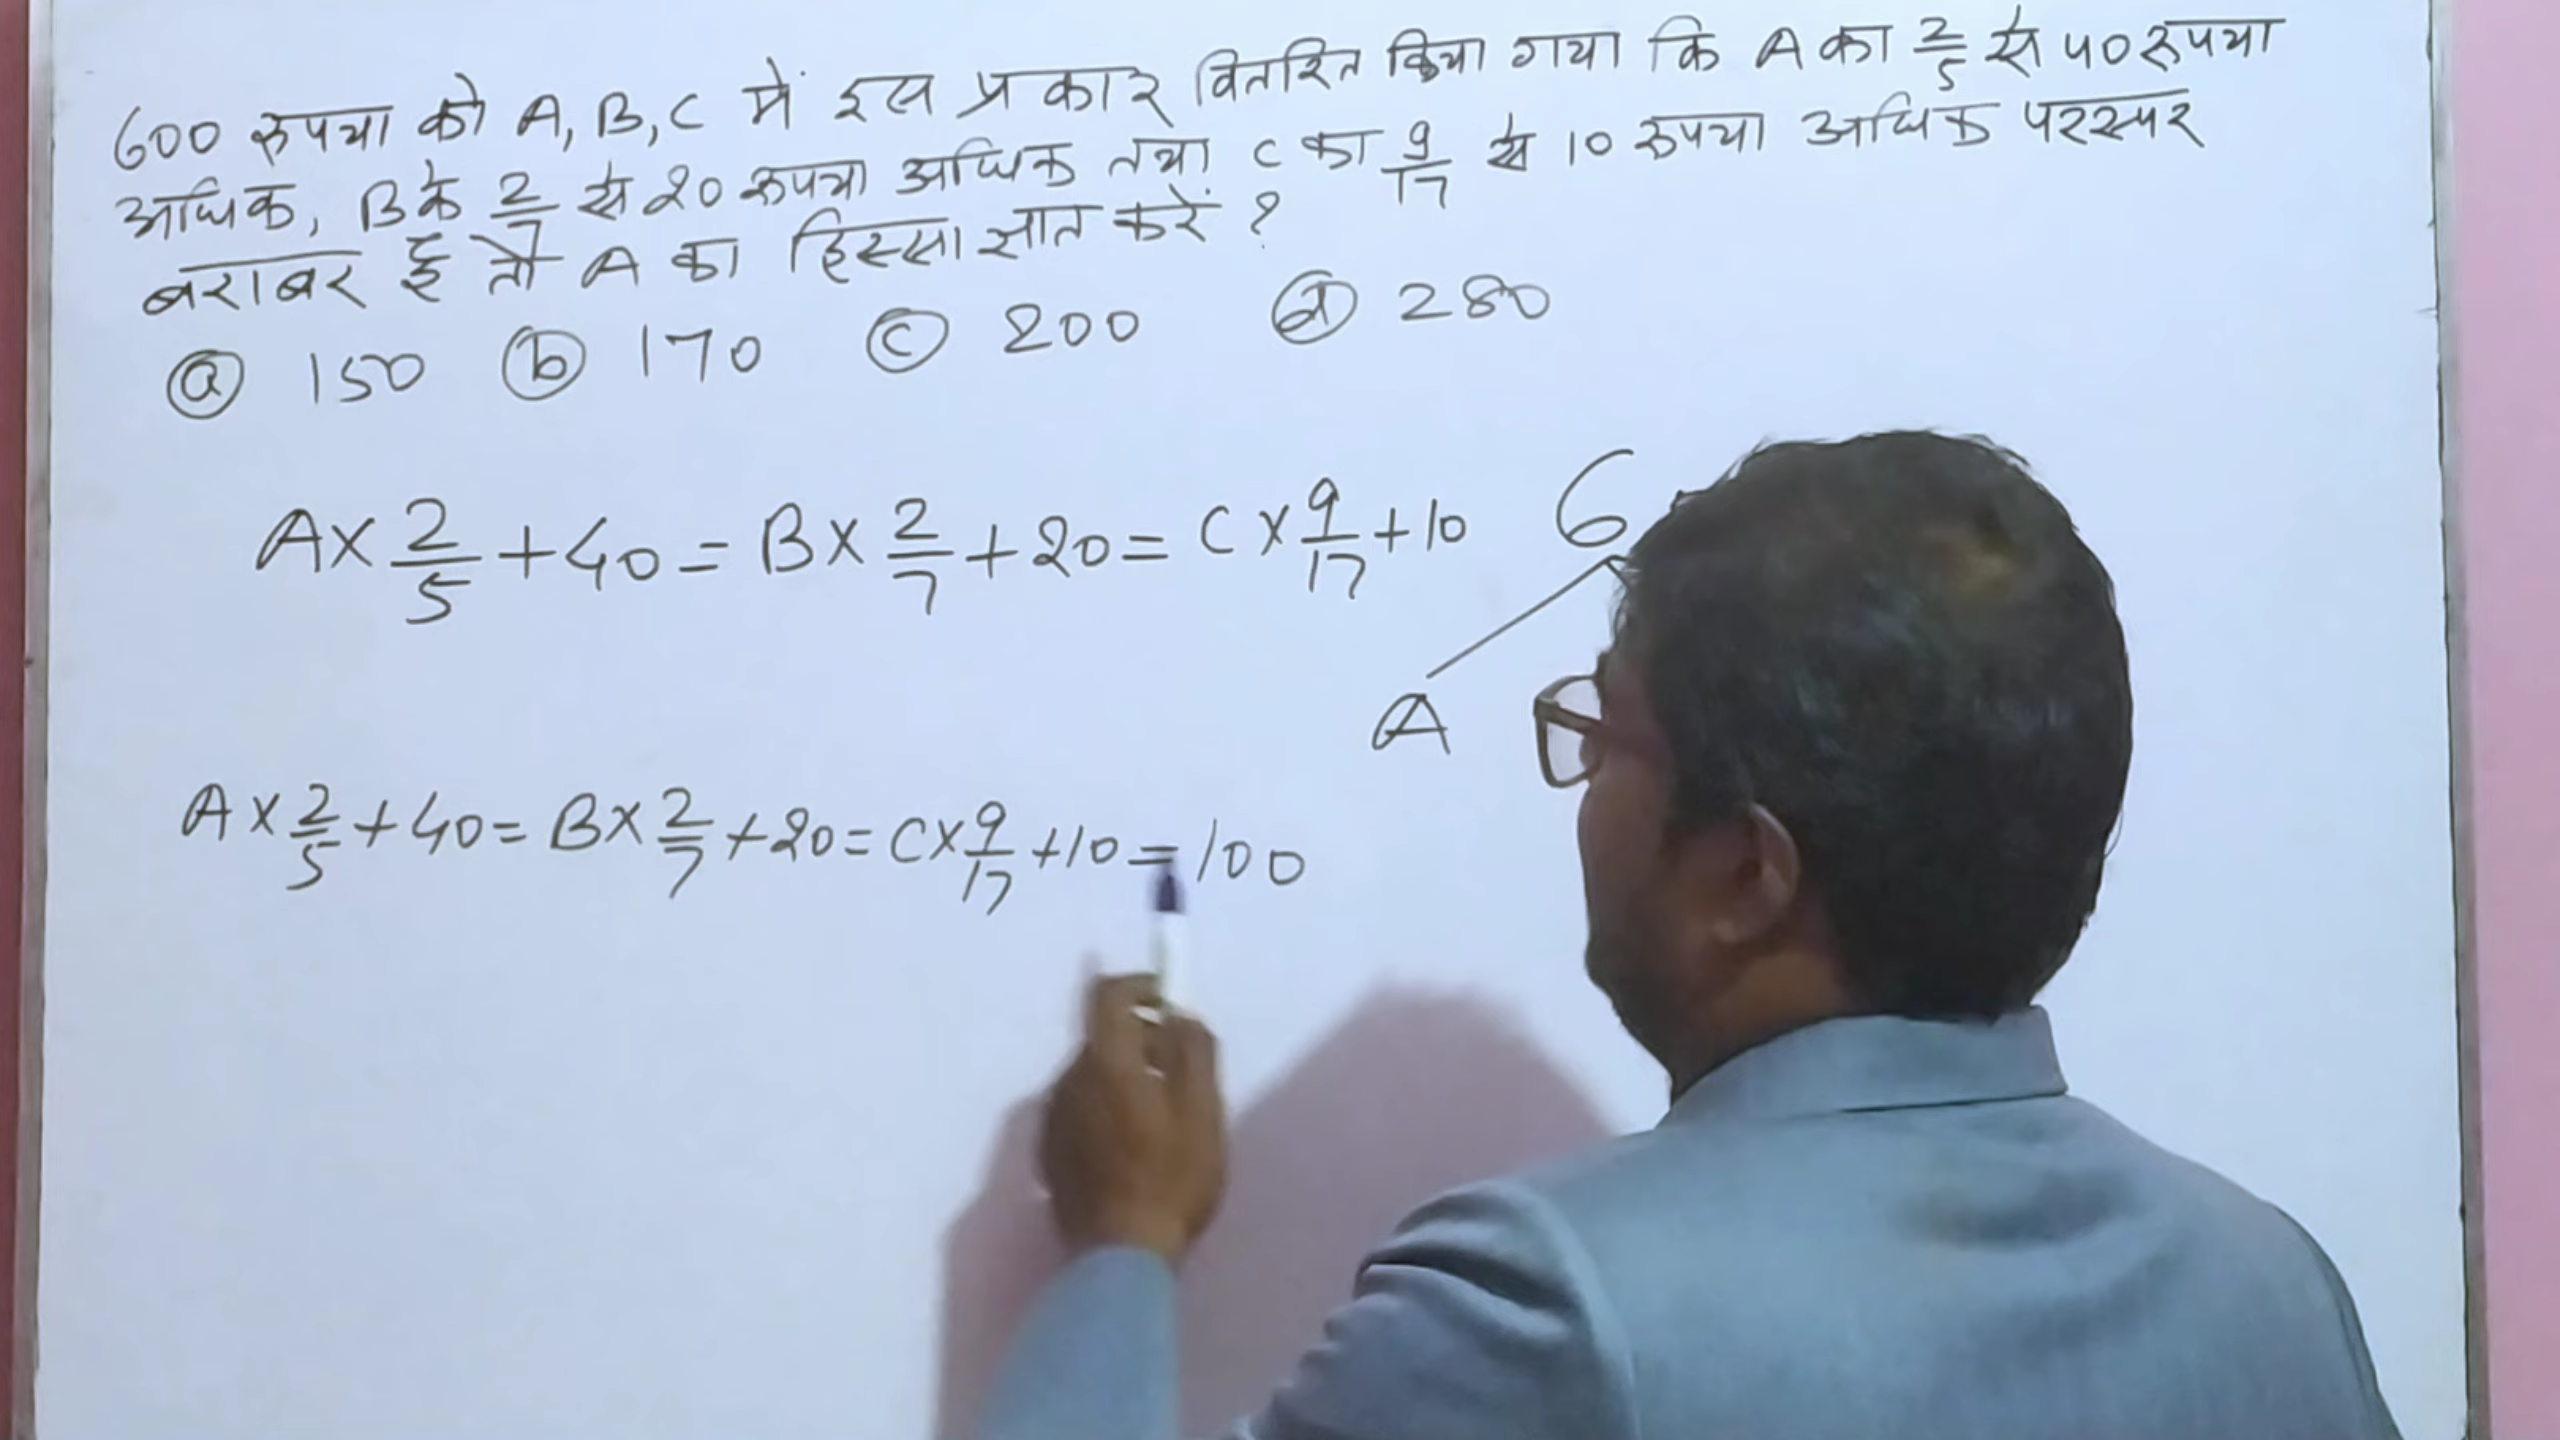 600 रुपया को A, B, C में इस प्रकार वितरित किया गया कि A का 2/5 से 40 रुपया
अधिक, B के 2/7 से 20 रुपया अधिक तथा C का 9/17 से 10 रुपया अधिक परस्पर
बराबर है तो A का हिस्सा ज्ञात करें ?
ⓐ 150 ⓑ 170 ⓒ 200 ⓓ 280
A × 2/5 + 40 = B × 2/7 + 20 = C × 9/17 + 10 6
A
A × 2/5 + 40 = B × 2/7 + 20 = C × 9/17 + 10 = 100